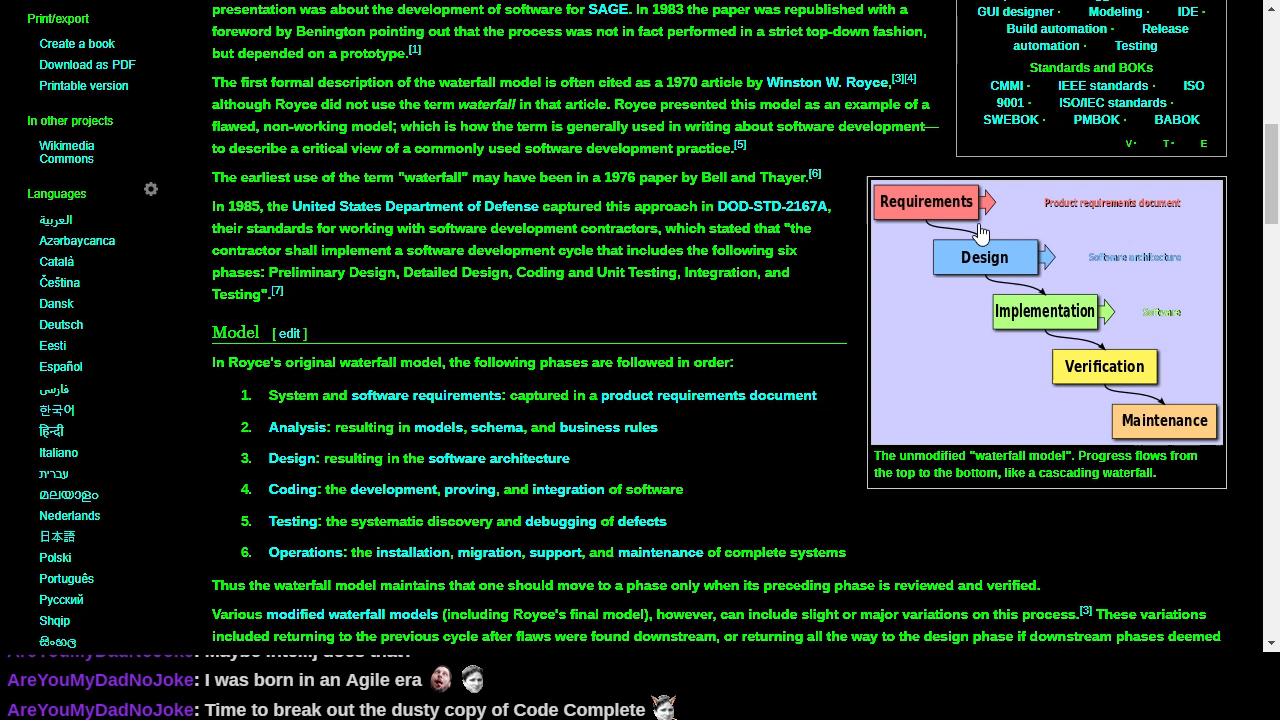 Print/export
Create a book
Download as PDF
Printable version
In other projects
Wikimedia
Commons
Languages
العربية
Azərbaycanca
Català
Čeština
Dansk
Deutsch
Eesti
Español
فارسی
한국어
हिन्दी
Italiano
עברית
മലയാളം
Nederlands
日本語
Polski
Português
Русский
Shqip
සිංහල
presentation was about the development of software for SAGE. In 1983 the paper was republished with a
foreword by Benington pointing out that the process was not in fact performed in a strict top-down fashion,
but depended on a prototype.[1]
The first formal description of the waterfall model is often cited as a 1970 article by Winston W. Royce,[3][4]
although Royce did not use the term waterfall in that article. Royce presented this model as an example of a
flawed, non-working model; which is how the term is generally used in writing about software development—
to describe a critical view of a commonly used software development practice.[5]
The earliest use of the term "waterfall" may have been in a 1976 paper by Bell and Thayer.[6]
In 1985, the United States Department of Defense captured this approach in DOD-STD-2167A,
their standards for working with software development contractors, which stated that "the
contractor shall implement a software development cycle that includes the following six
phases: Preliminary Design, Detailed Design, Coding and Unit Testing, Integration, and
Testing".[7]
Model [ edit ]
In Royce's original waterfall model, the following phases are followed in order:
1. System and software requirements: captured in a product requirements document
2. Analysis: resulting in models, schema, and business rules
3. Design: resulting in the software architecture
4. Coding: the development, proving, and integration of software
5. Testing: the systematic discovery and debugging of defects
6. Operations: the installation, migration, support, and maintenance of complete systems
Thus the waterfall model maintains that one should move to a phase only when its preceding phase is reviewed and verified.
Various modified waterfall models (including Royce's final model), however, can include slight or major variations on this process.[3] These variations
included returning to the previous cycle after flaws were found downstream, or returning all the way to the design phase if downstream phases deemed
GUI designer · Modeling · IDE ·
Build automation · Release
automation · Testing
Standards and BOKs
CMMI · IEEE standards · ISO
9001 · ISO/IEC standards ·
SWEBOK · PMBOK · BABOK
V · T · E
Requirements
Product requirements document
Design
Software architecture
Implementation
Software
Verification
Maintenance
The unmodified "waterfall model". Progress flows from
the top to the bottom, like a cascading waterfall.
AreYouMyDadNoJoke: Maybe intellij does that?
AreYouMyDadNoJoke: I was born in an Agile era
AreYouMyDadNoJoke: Time to break out the dusty copy of Code Complete